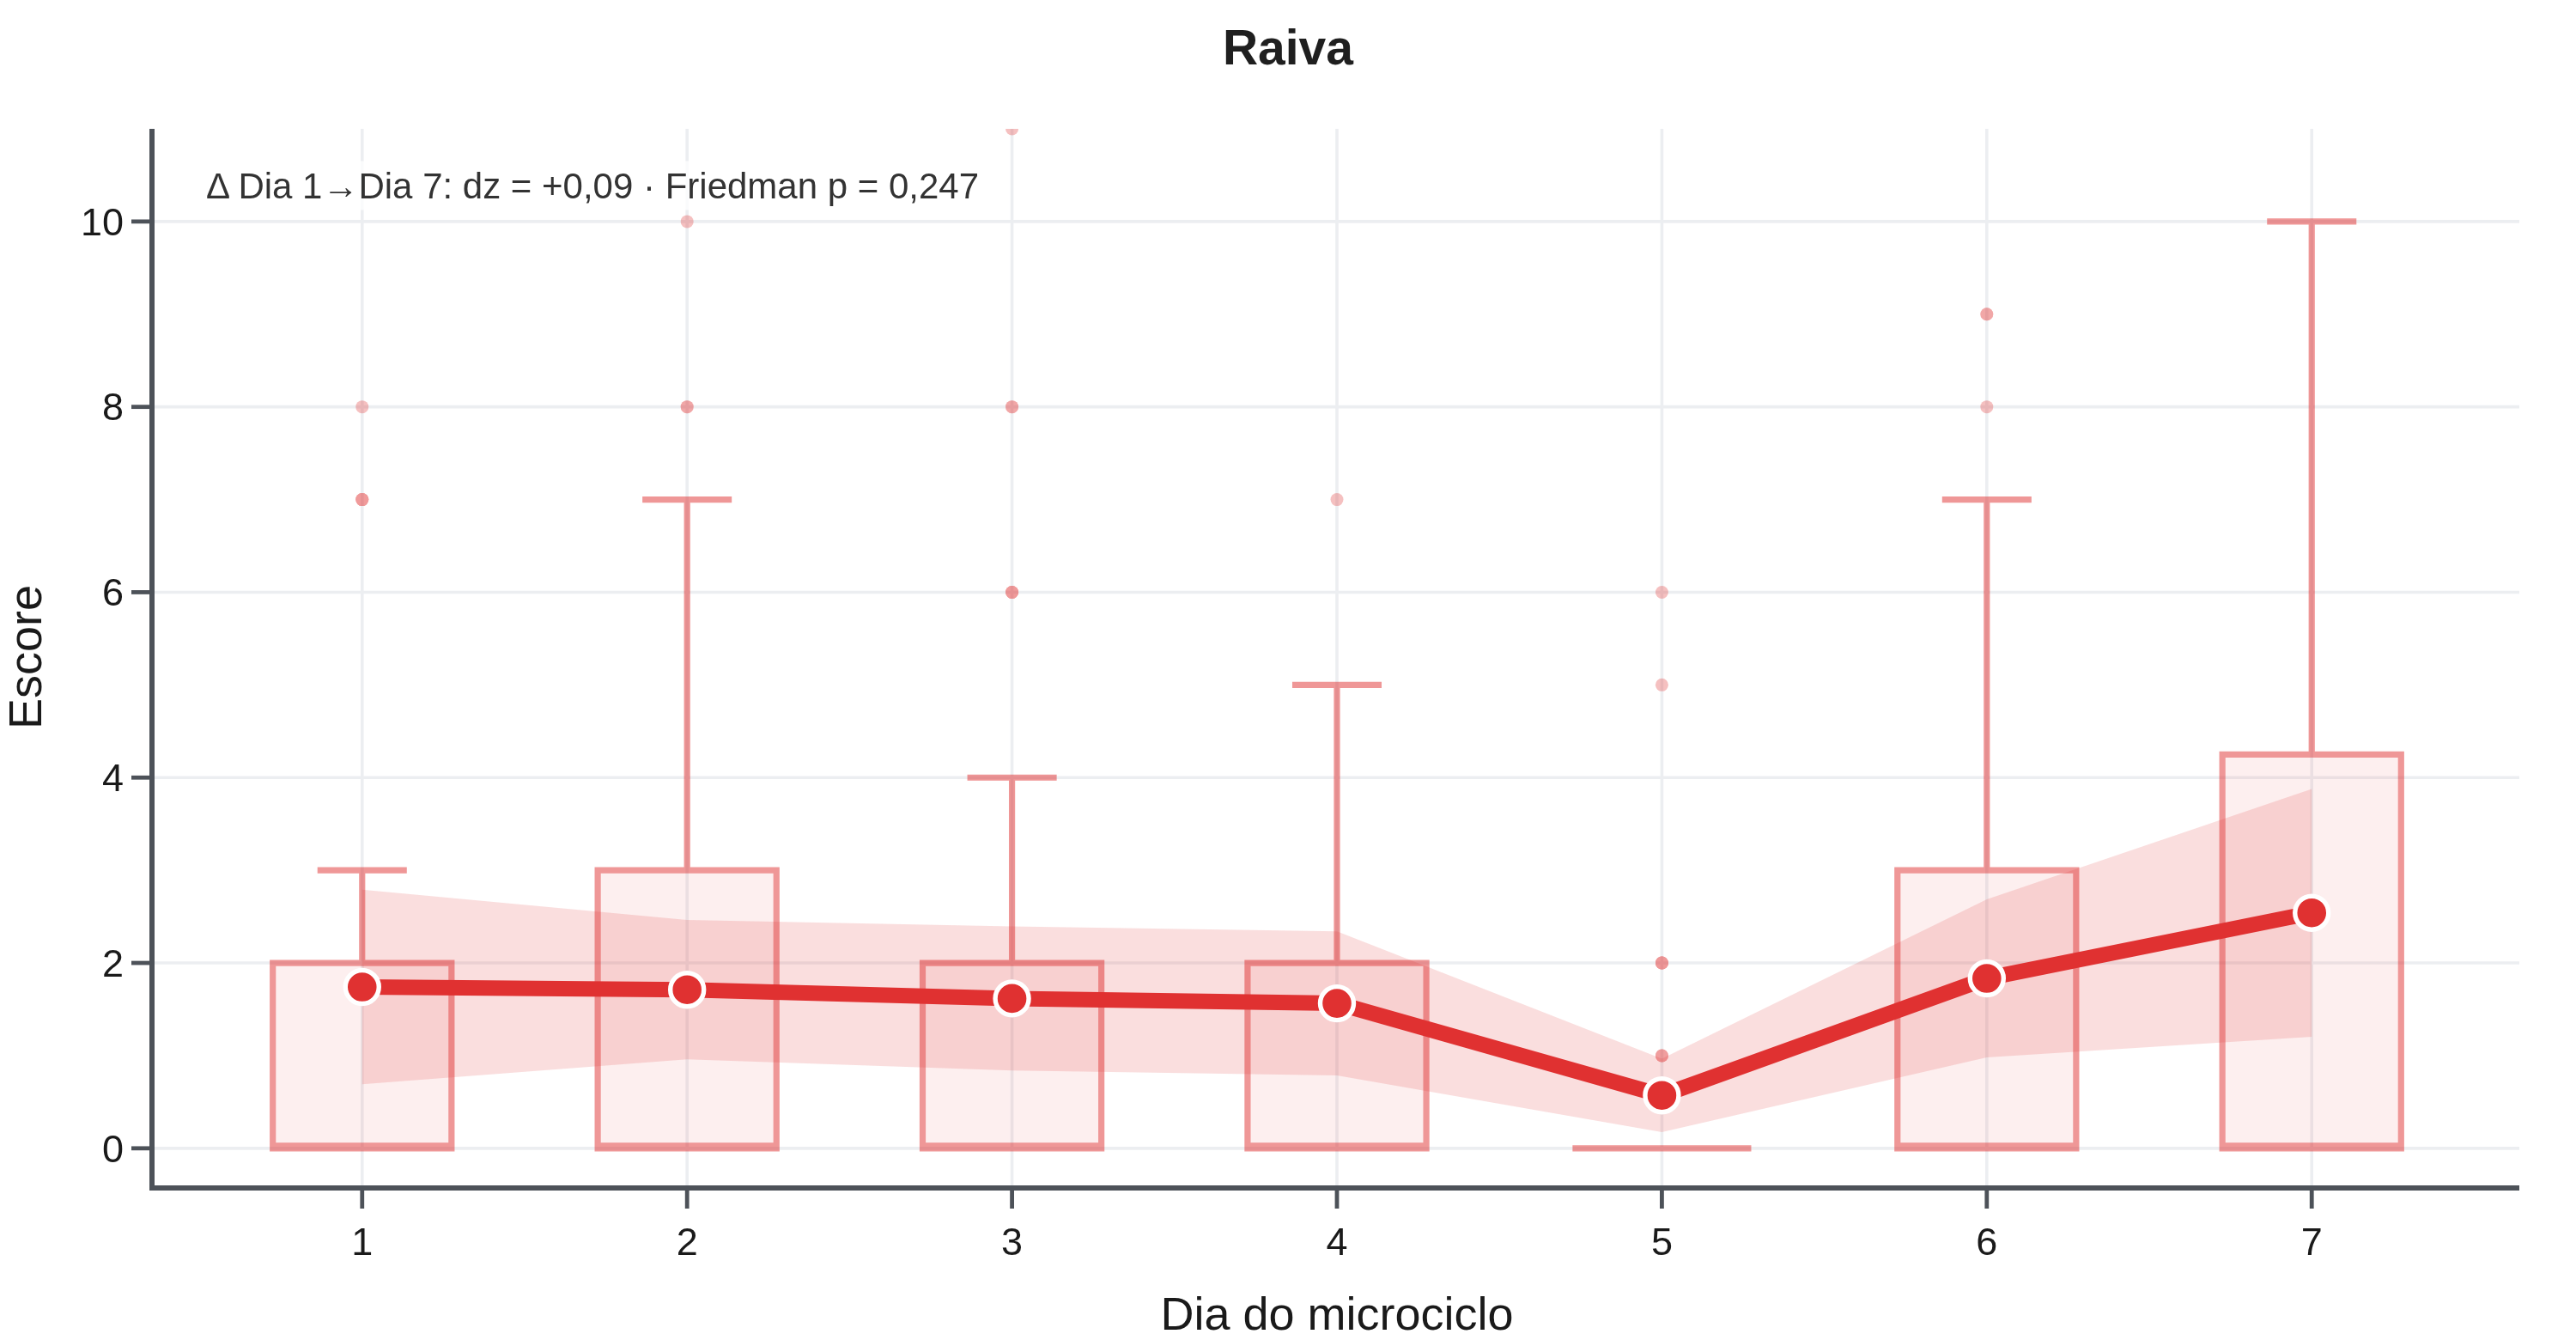 Raiva
Δ Dia 1→Dia 7: dz = +0,09 · Friedman p = 0,247
10
8
6
4
2
0
Escore
1 2 3 4 5 6 7
Dia do microciclo